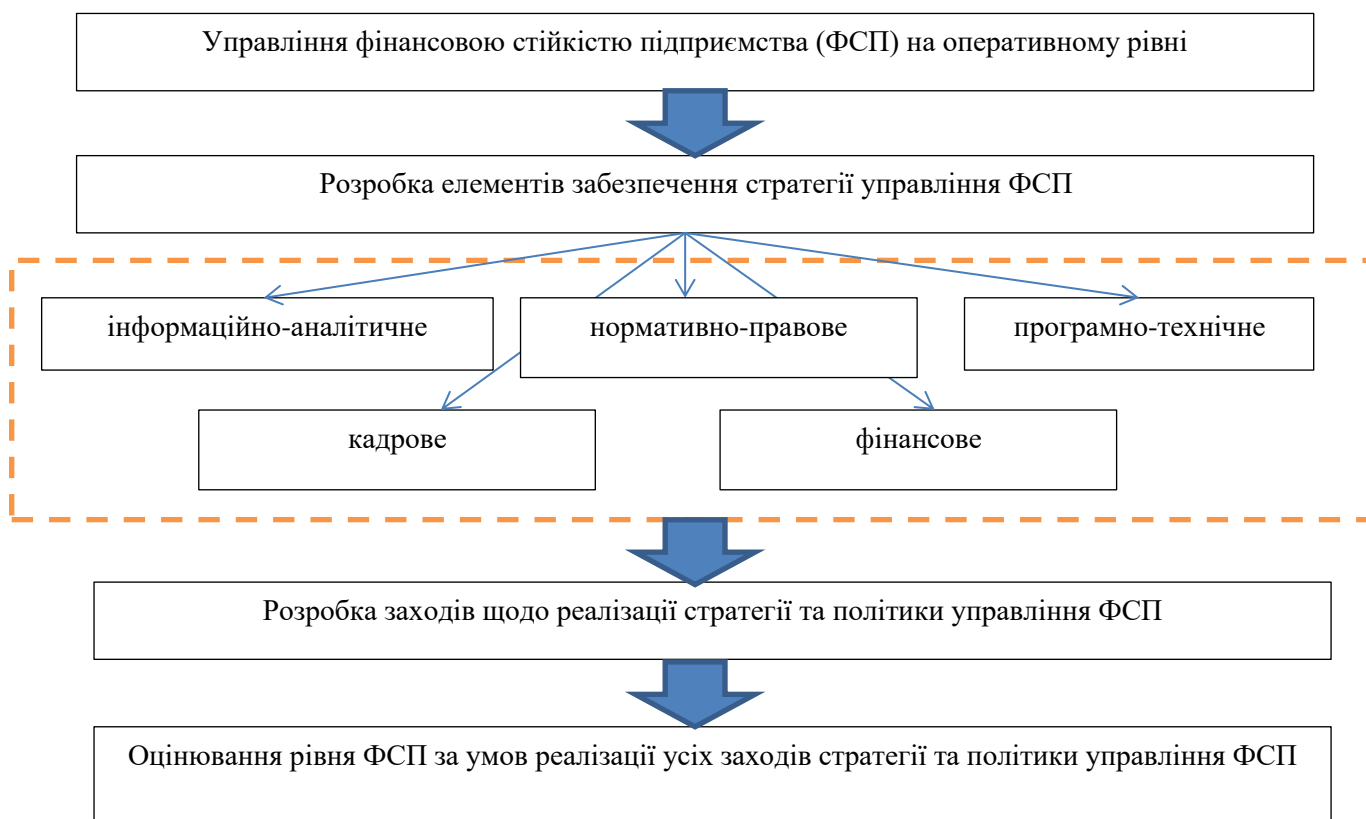 Управління фінансовою стійкістю підприємства (ФСП) на оперативному рівні
Розробка елементів забезпечення стратегії управління ФСП
інформаційно-аналітичне
нормативно-правове
програмно-технічне
кадрове
фінансове
Розробка заходів щодо реалізації стратегії та політики управління ФСП
Оцінювання рівня ФСП за умов реалізації усіх заходів стратегії та політики управління ФСП